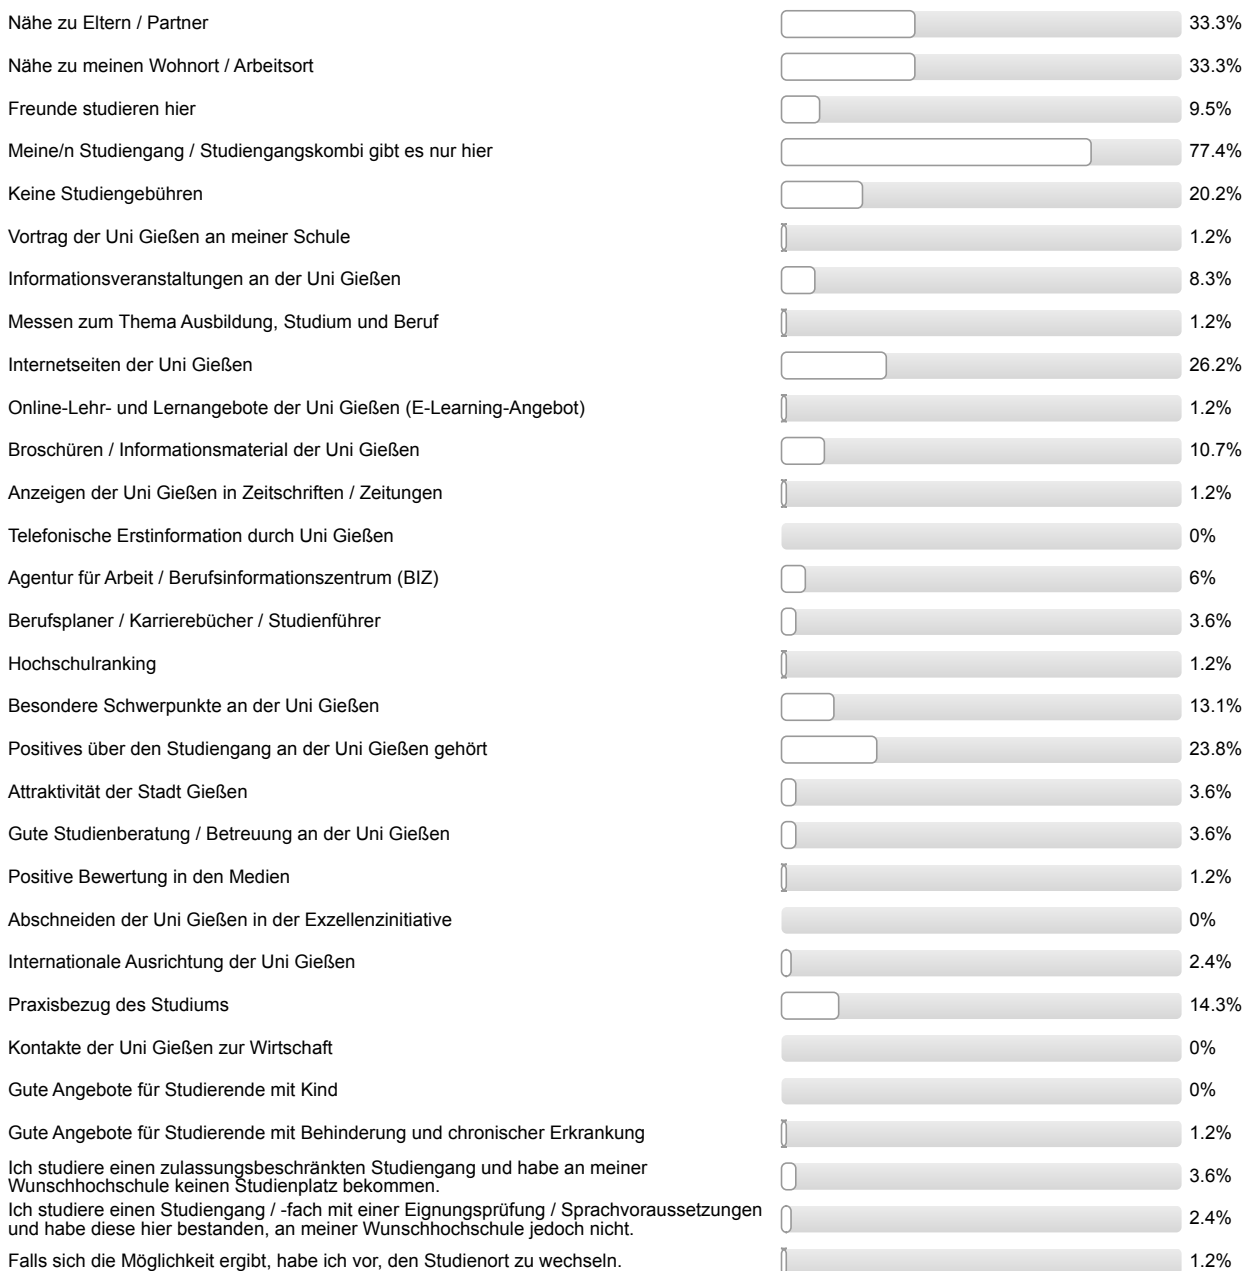 Nähe zu Eltern / Partner 33.3%
Nähe zu meinen Wohnort / Arbeitsort 33.3%
Freunde studieren hier 9.5%
Meine/n Studiengang / Studiengangskombi gibt es nur hier 77.4%
Keine Studiengebühren 20.2%
Vortrag der Uni Gießen an meiner Schule 1.2%
Informationsveranstaltungen an der Uni Gießen 8.3%
Messen zum Thema Ausbildung, Studium und Beruf 1.2%
Internetseiten der Uni Gießen 26.2%
Online-Lehr- und Lernangebote der Uni Gießen (E-Learning-Angebot) 1.2%
Broschüren / Informationsmaterial der Uni Gießen 10.7%
Anzeigen der Uni Gießen in Zeitschriften / Zeitungen 1.2%
Telefonische Erstinformation durch Uni Gießen 0%
Agentur für Arbeit / Berufsinformationszentrum (BIZ) 6%
Berufsplaner / Karrierebücher / Studienführer 3.6%
Hochschulranking 1.2%
Besondere Schwerpunkte an der Uni Gießen 13.1%
Positives über den Studiengang an der Uni Gießen gehört 23.8%
Attraktivität der Stadt Gießen 3.6%
Gute Studienberatung / Betreuung an der Uni Gießen 3.6%
Positive Bewertung in den Medien 1.2%
Abschneiden der Uni Gießen in der Exzellenzinitiative 0%
Internationale Ausrichtung der Uni Gießen 2.4%
Praxisbezug des Studiums 14.3%
Kontakte der Uni Gießen zur Wirtschaft 0%
Gute Angebote für Studierende mit Kind 0%
Gute Angebote für Studierende mit Behinderung und chronischer Erkrankung 1.2%
Ich studiere einen zulassungsbeschränkten Studiengang und habe an meiner
Wunschhochschule keinen Studienplatz bekommen. 3.6%
Ich studiere einen Studiengang / -fach mit einer Eignungsprüfung / Sprachvoraussetzungen
und habe diese hier bestanden, an meiner Wunschhochschule jedoch nicht. 2.4%
Falls sich die Möglichkeit ergibt, habe ich vor, den Studienort zu wechseln. 1.2%